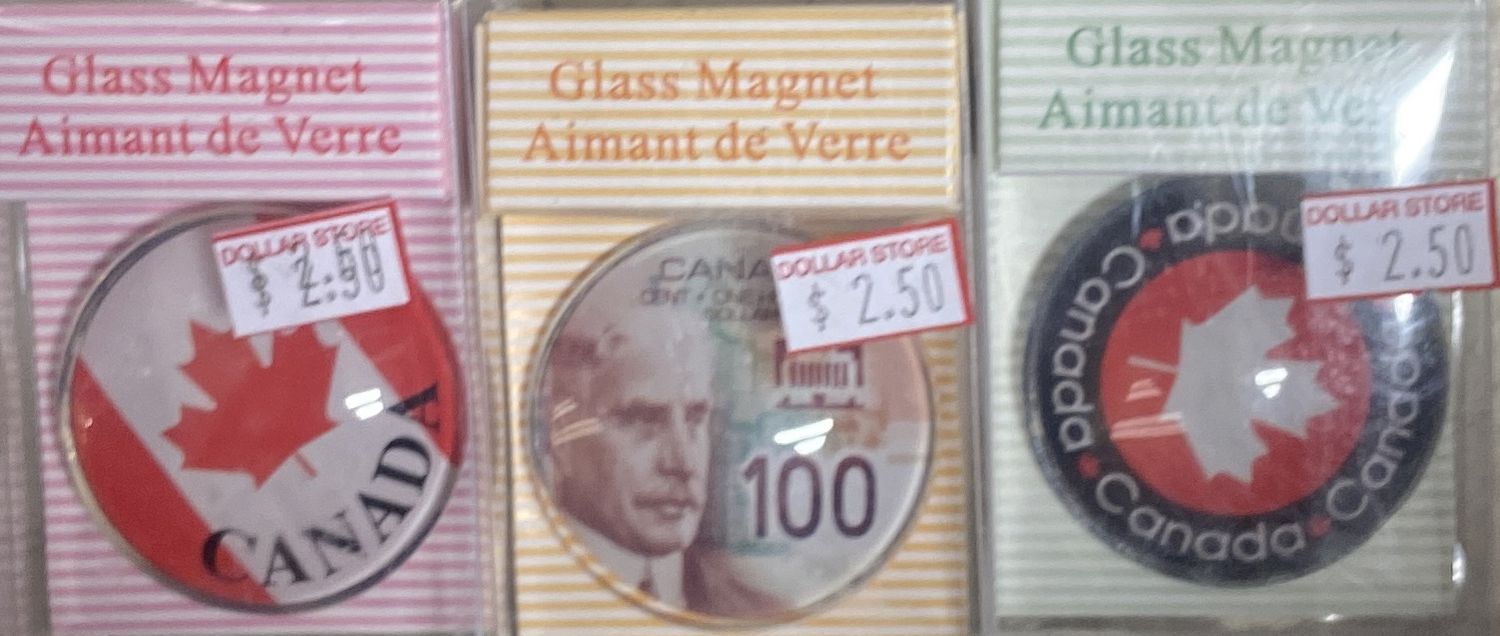 Glass Magnet
Aimant de Verre
DOLLAR STORE
$ 2.50
CANADA
Glass Magnet
Aimant de Verre
DOLLAR STORE
$ 2.50
100
Glass Magnet
Aimant de
DOLLAR STORE
$ 2.50
Canada
Canada
Canada